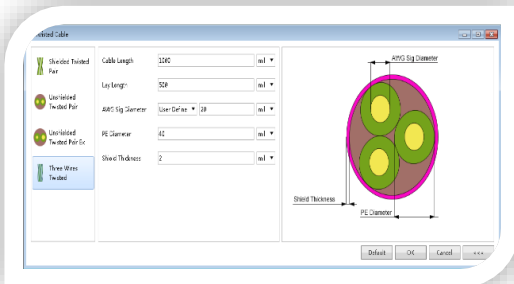 Twisted Cable
Shielded Twisted
Pair
Unshielded
Twisted Pair
Unshielded
Twisted Pair Ex
Three Wires
Twisted
Cable Length 1000 mil
Lay Length 500 mil
AWG Sig Diameter User Define 20 mil
PE Diameter 40 mil
Shield Thickness 2 mil
AWG Sig Diameter
Shield Thickness
PE Diameter
Default OK Cancel <<<